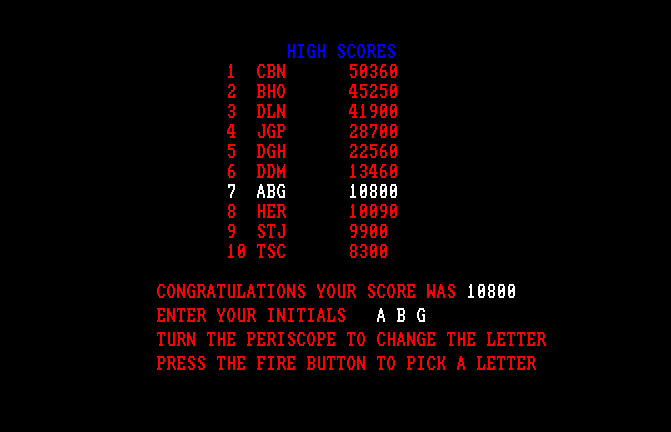 HIGH SCORES
1 CBN 50360
2 BHO 45250
3 DLN 41900
4 JGP 28700
5 DGH 22560
6 DDM 13460
7 ABG 10800
8 HER 10090
9 STJ 9900
10 TSC 8300
CONGRATULATIONS YOUR SCORE WAS 10800
ENTER YOUR INITIALS A B G
TURN THE PERISCOPE TO CHANGE THE LETTER
PRESS THE FIRE BUTTON TO PICK A LETTER